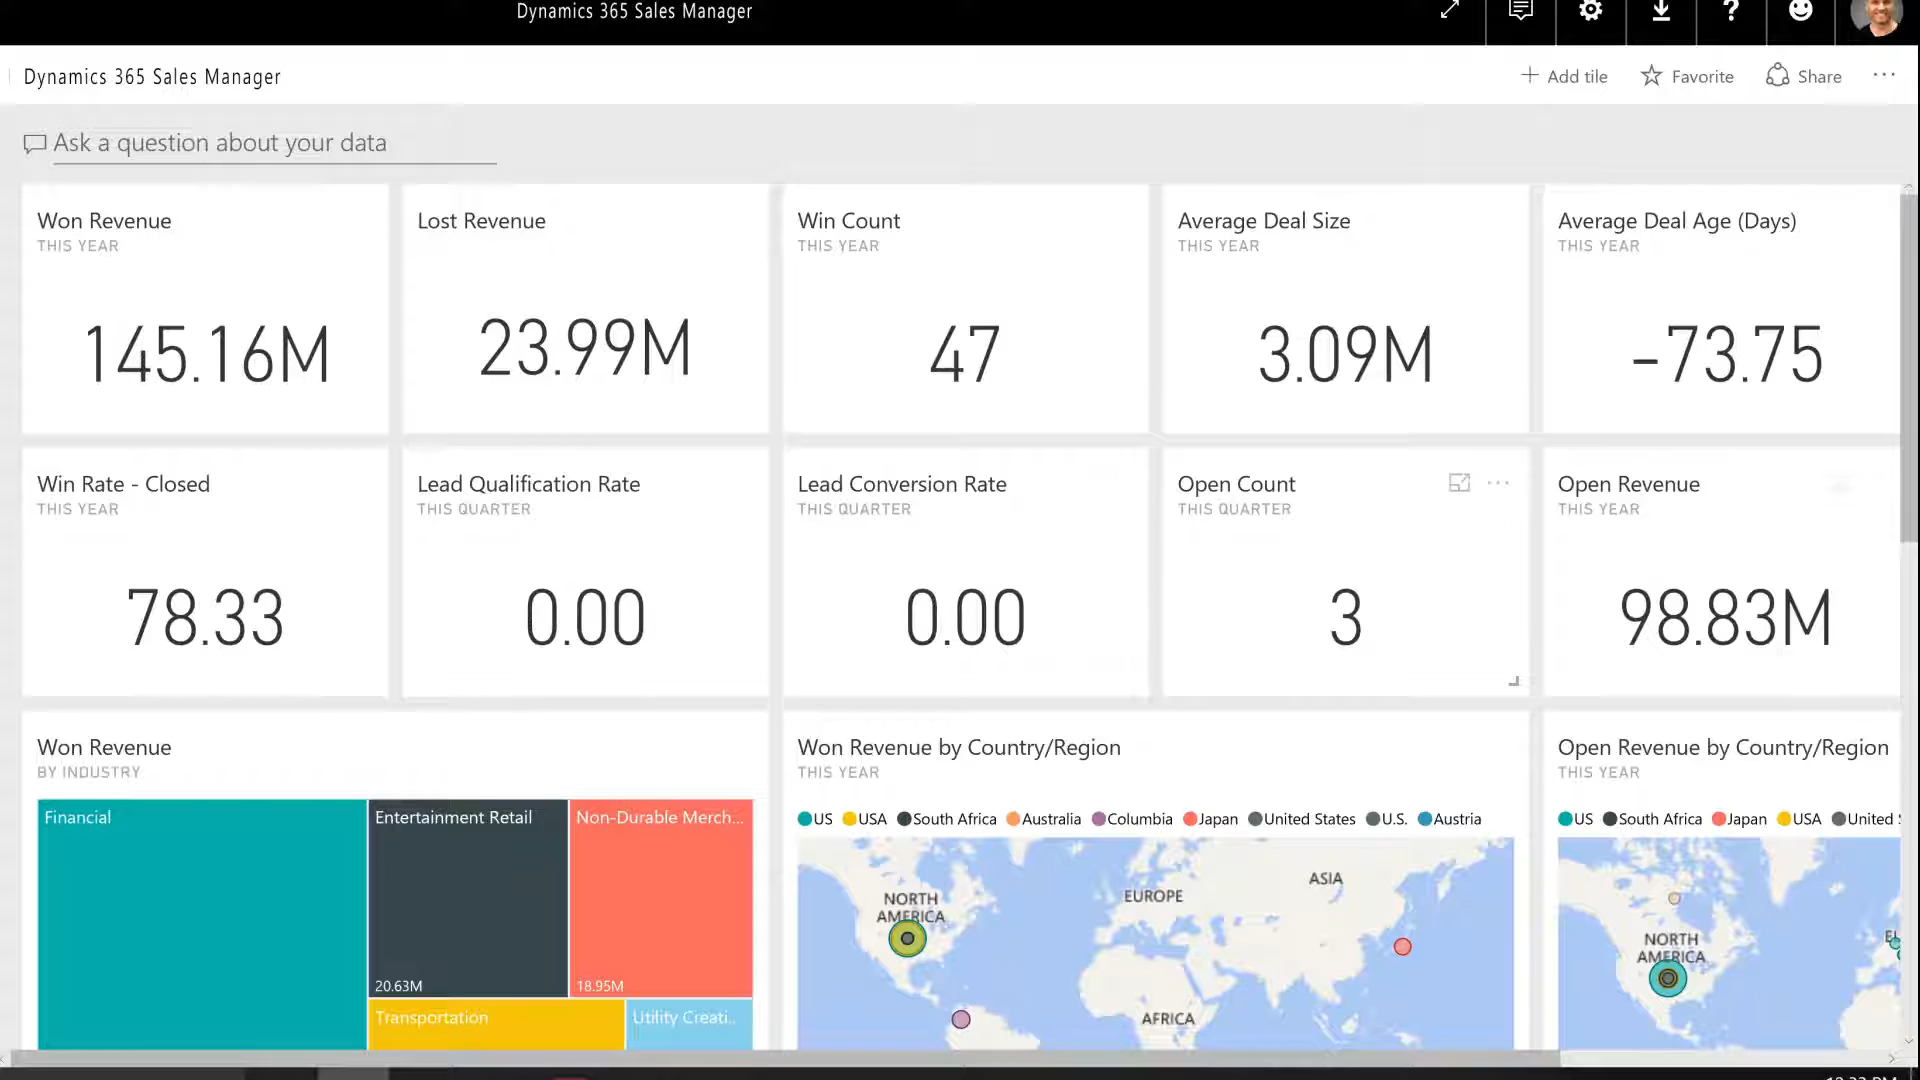 Dynamics 365 Sales Manager
Dynamics 365 Sales Manager
Add tile
Favorite
Share
Ask a question about your data
Won Revenue
THIS YEAR
145.16M
Lost Revenue
23.99M
Win Count
THIS YEAR
47
Average Deal Size
THIS YEAR
3.09M
Average Deal Age (Days)
THIS YEAR
-73.75
Win Rate - Closed
THIS YEAR
78.33
Lead Qualification Rate
THIS QUARTER
0.00
Lead Conversion Rate
THIS QUARTER
0.00
Open Count
THIS QUARTER
3
Open Revenue
THIS YEAR
98.83M
Won Revenue
BY INDUSTRY
Financial
Entertainment Retail
20.63M
Non-Durable Merch...
18.95M
Transportation
Utility Creati..
Won Revenue by Country/Region
THIS YEAR
US USA South Africa Australia Columbia Japan United States U.S. Austria
NORTH
AMERICA
EUROPE
ASIA
AFRICA
Open Revenue by Country/Region
THIS YEAR
US South Africa Japan USA United
NORTH
AMERICA